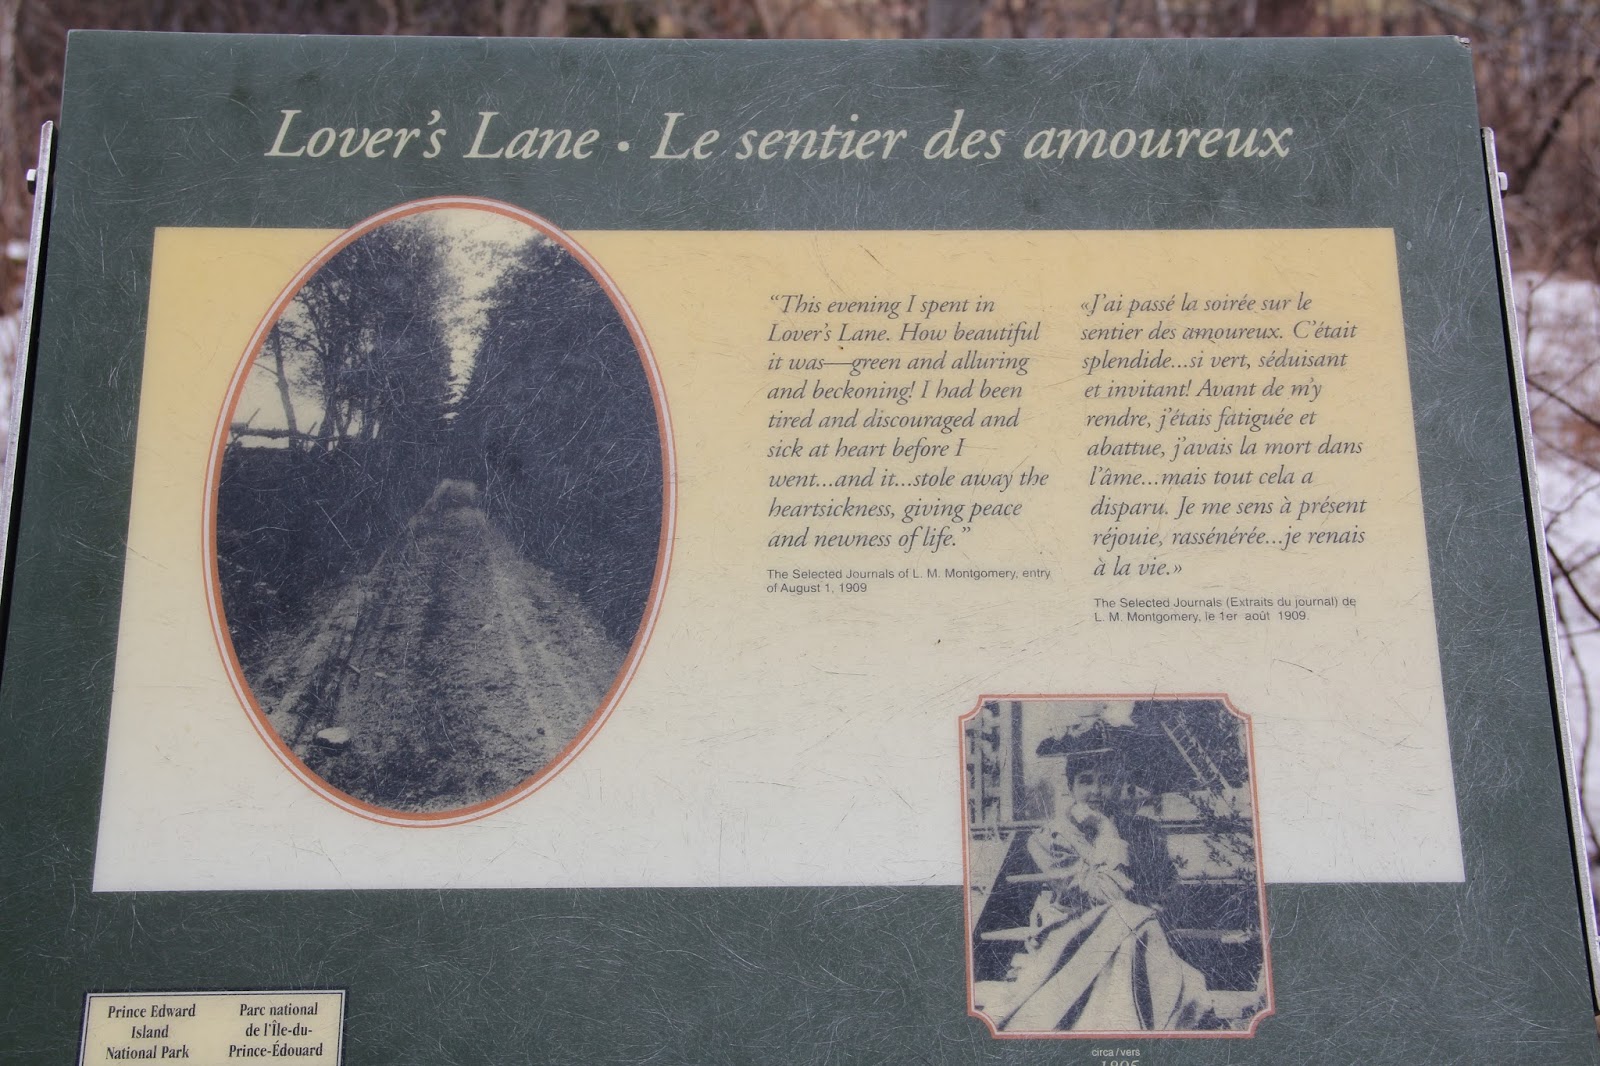 Lover's Lane · Le sentier des amoureux
“This evening I spent in
Lover's Lane. How beautiful
it was—green and alluring
and beckoning! I had been
tired and discouraged and
sick at heart before I
went...and it...stole away the
heartsickness, giving peace
and newness of life.”
The Selected Journals of L. M. Montgomery, entry
of August 1, 1909
«J'ai passé la soirée sur le
sentier des amoureux. C'était
splendide...si vert, séduisant
et invitant! Avant de m'y
rendre, j'étais fatiguée et
abattue, j'avais la mort dans
l'âme...mais tout cela a
disparu. Je me sens à présent
réjouie, rassénérée...je renais
à la vie.»
The Selected Journals (Extraits du journal) de
L. M. Montgomery, le 1er août 1909.
Prince Edward
Island
National Park
Parc national
de l'Île-du-
Prince-Édouard
circa / vers